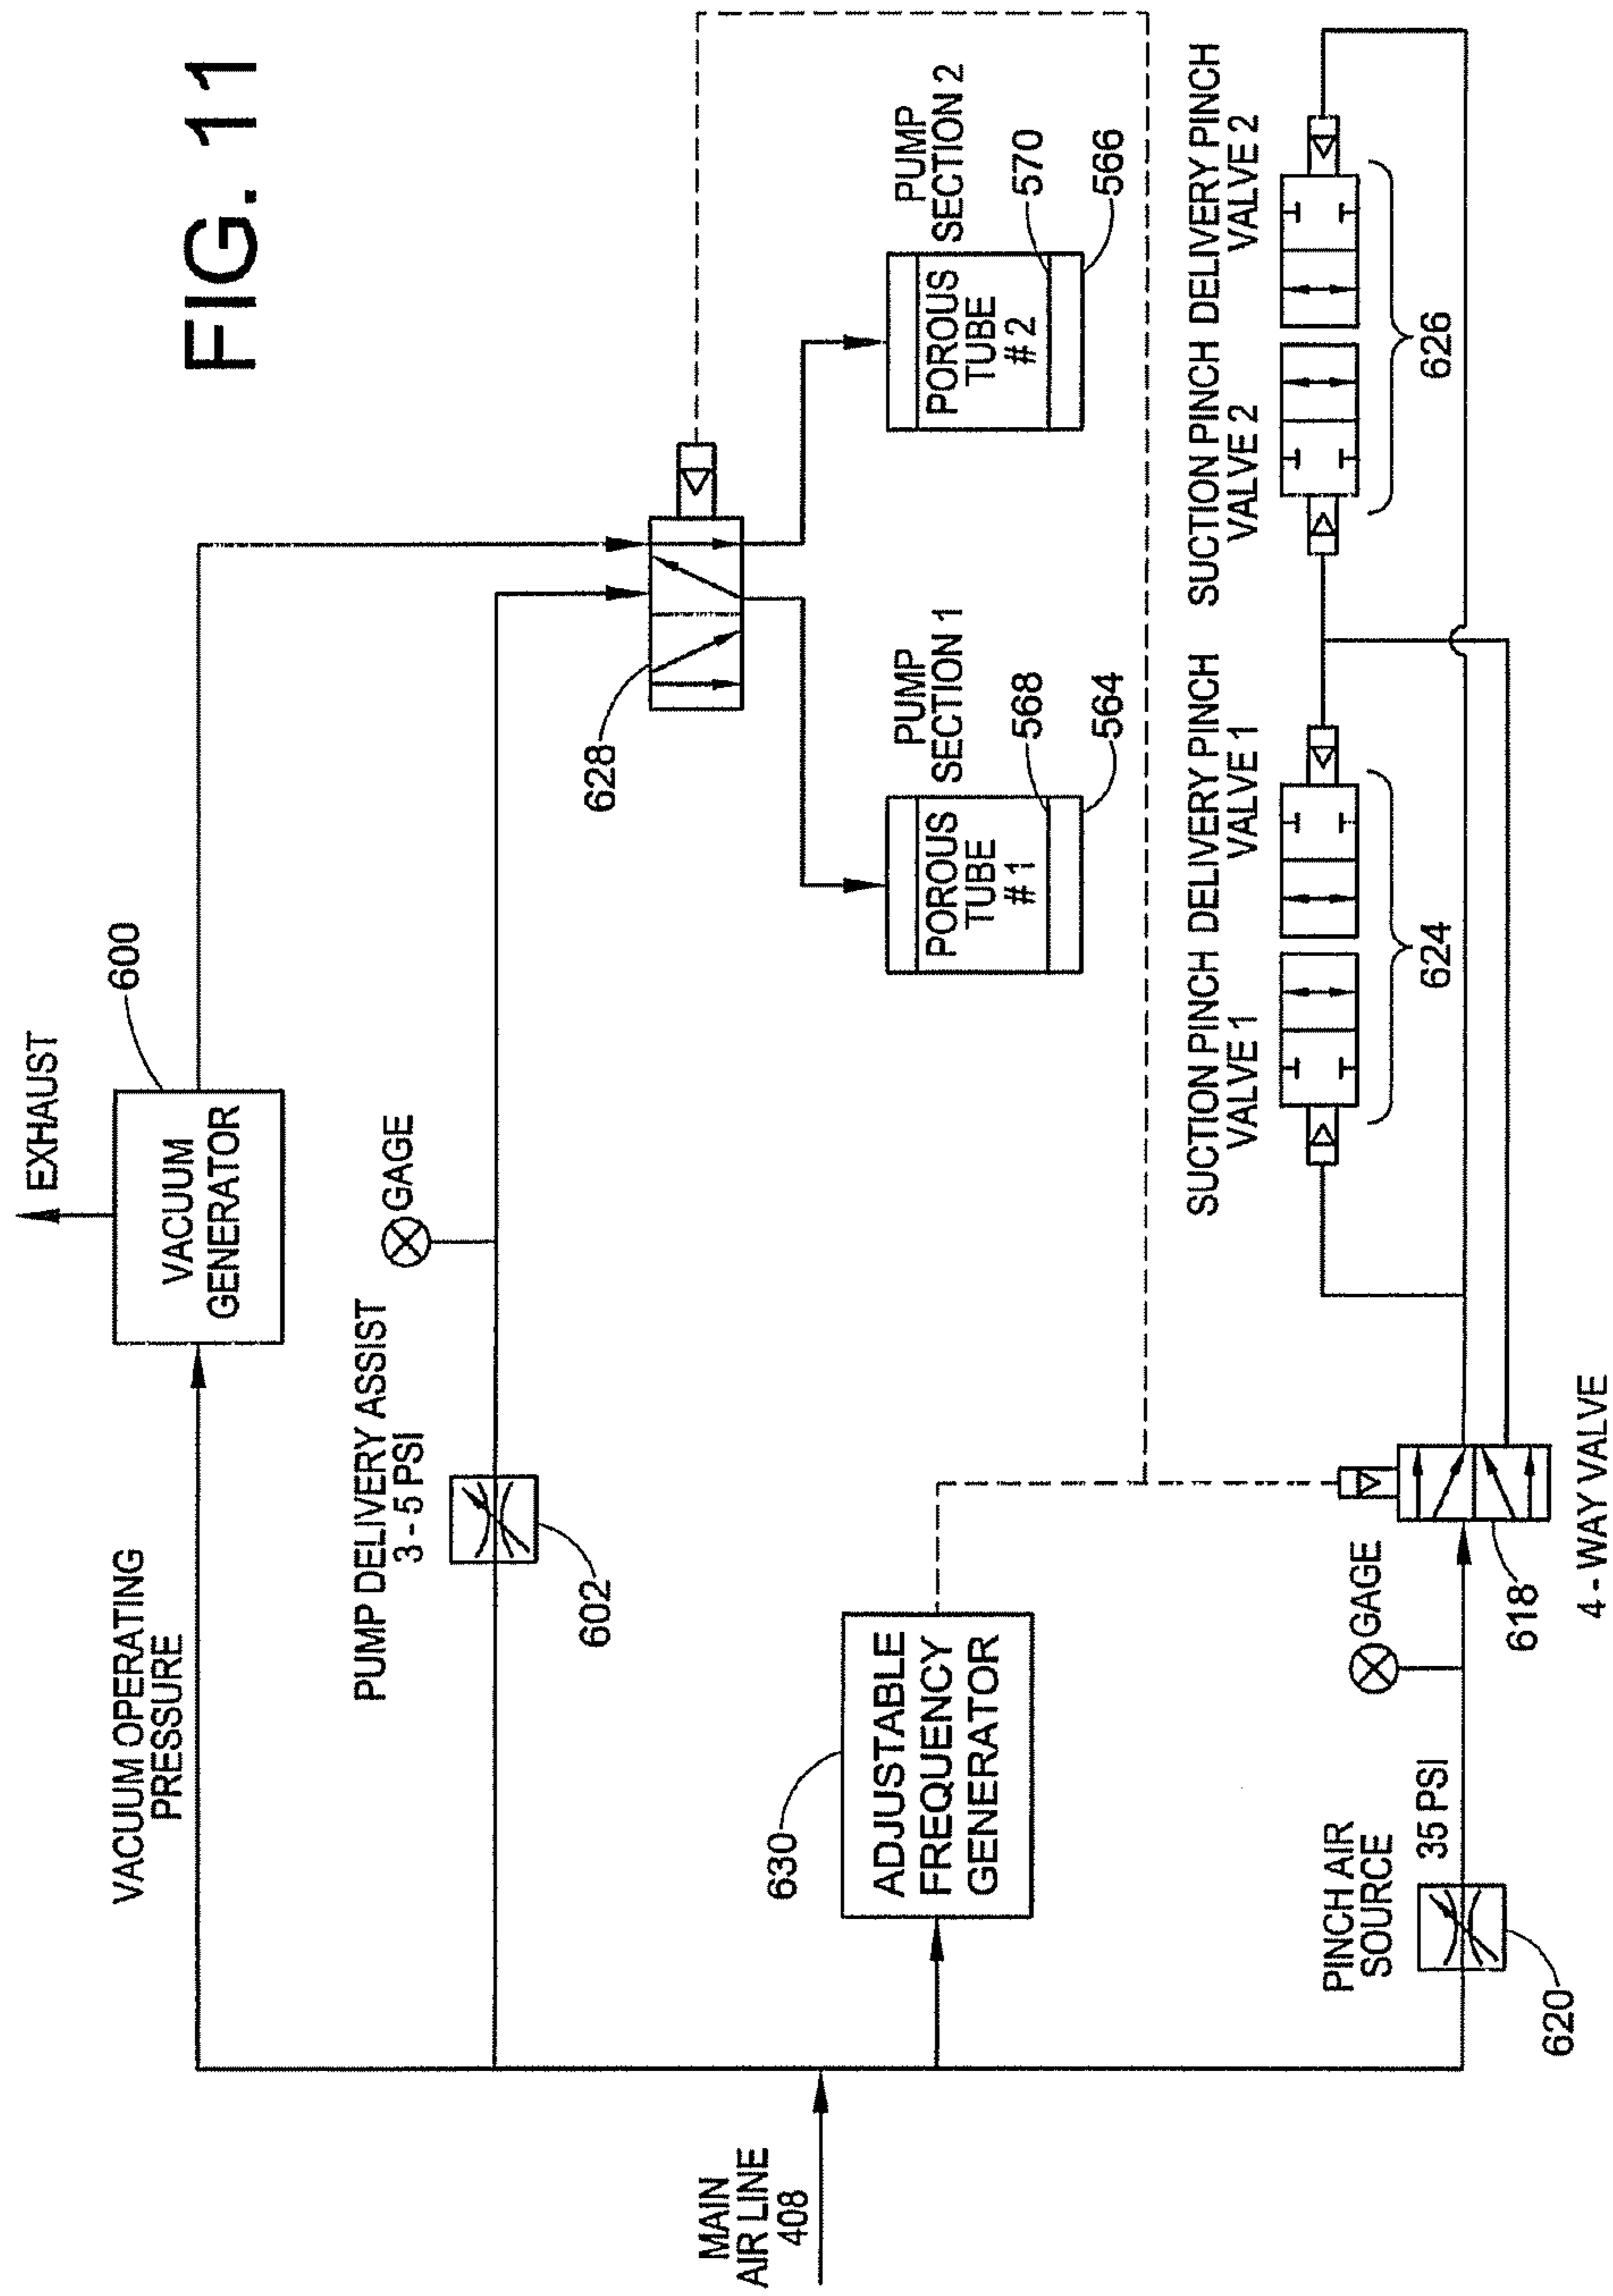 FIG. 11
EXHAUST
600
VACUUM
GENERATOR
VACUUM OPERATING
PRESSURE
PUMP DELIVERY ASSIST
3 - 5 PSI
GAGE
602
628
PUMP
SECTION 1
POROUS
TUBE
# 1
568
564
PUMP
SECTION 2
POROUS
TUBE
# 2
570
566
MAIN
AIR LINE
408
630
ADJUSTABLE
FREQUENCY
GENERATOR
PINCH AIR
SOURCE
35 PSI
620
GAGE
618
4 - WAY VALVE
SUCTION PINCH
VALVE 1
DELIVERY PINCH
VALVE 1
624
SUCTION PINCH
VALVE 2
DELIVERY PINCH
VALVE 2
626